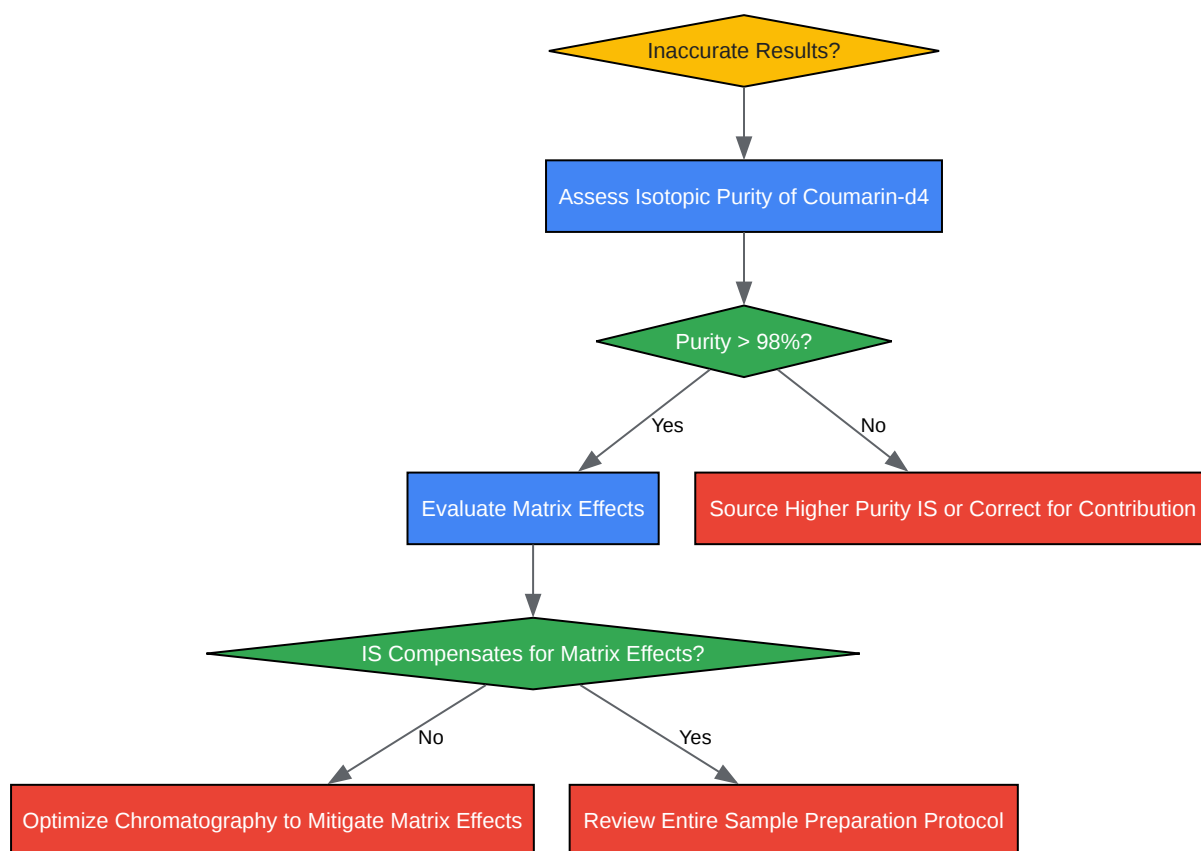 Inaccurate Results?
Assess Isotopic Purity of Coumarin-d4
Purity > 98%?
Yes
No
Evaluate Matrix Effects
Source Higher Purity IS or Correct for Contribution
IS Compensates for Matrix Effects?
No
Yes
Optimize Chromatography to Mitigate Matrix Effects
Review Entire Sample Preparation Protocol